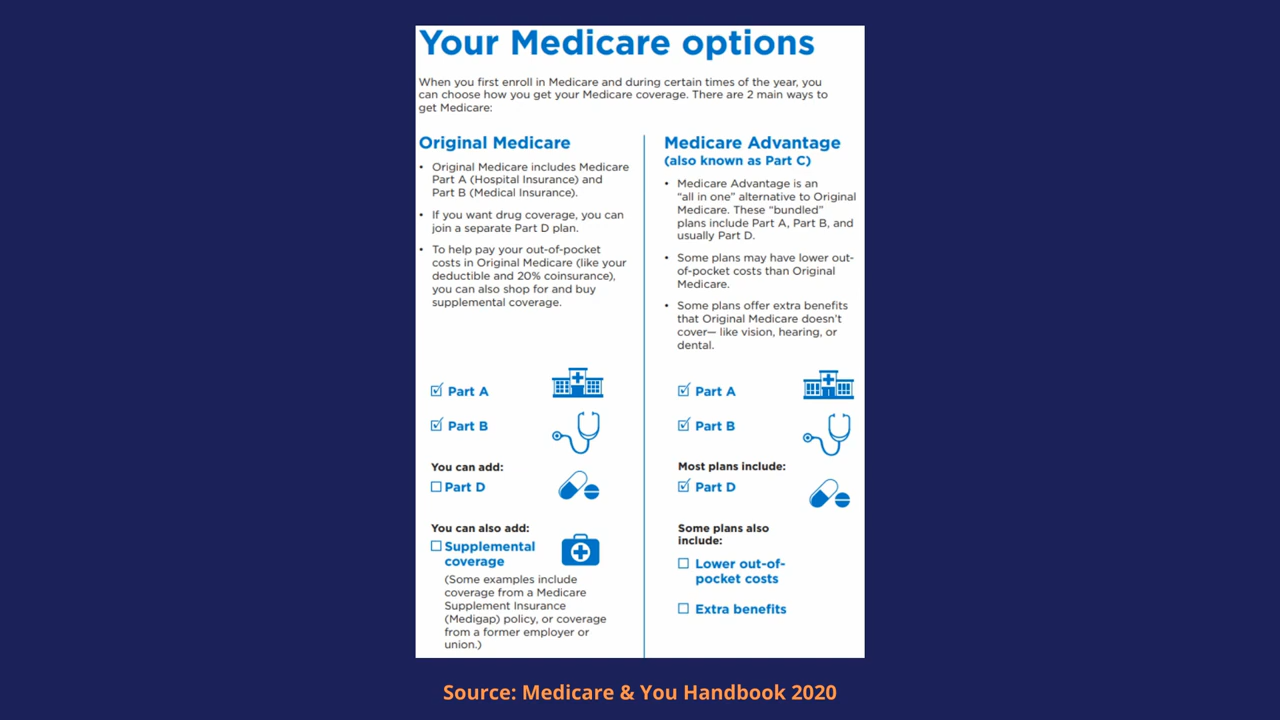 Your Medicare options
When you first enroll in Medicare and during certain times of the year, you
can choose how you get your Medicare coverage. There are 2 main ways to
get Medicare:
Original Medicare
• Original Medicare includes Medicare
Part A (Hospital Insurance) and
Part B (Medical Insurance).
• If you want drug coverage, you can
join a separate Part D plan.
• To help pay your out-of-pocket
costs in Original Medicare (like your
deductible and 20% coinsurance),
you can also shop for and buy
supplemental coverage.
Part A
Part B
You can add:
Part D
You can also add:
Supplemental
coverage
(Some examples include
coverage from a Medicare
Supplement Insurance
(Medigap) policy, or coverage
from a former employer or
union.)
Medicare Advantage
(also known as Part C)
• Medicare Advantage is an
“all in one” alternative to Original
Medicare. These “bundled”
plans include Part A, Part B, and
usually Part D.
• Some plans may have lower out-
of-pocket costs than Original
Medicare.
• Some plans offer extra benefits
that Original Medicare doesn’t
cover— like vision, hearing, or
dental.
Part A
Part B
Most plans include:
Part D
Some plans also
include:
Lower out-of-
pocket costs
Extra benefits
Source: Medicare & You Handbook 2020